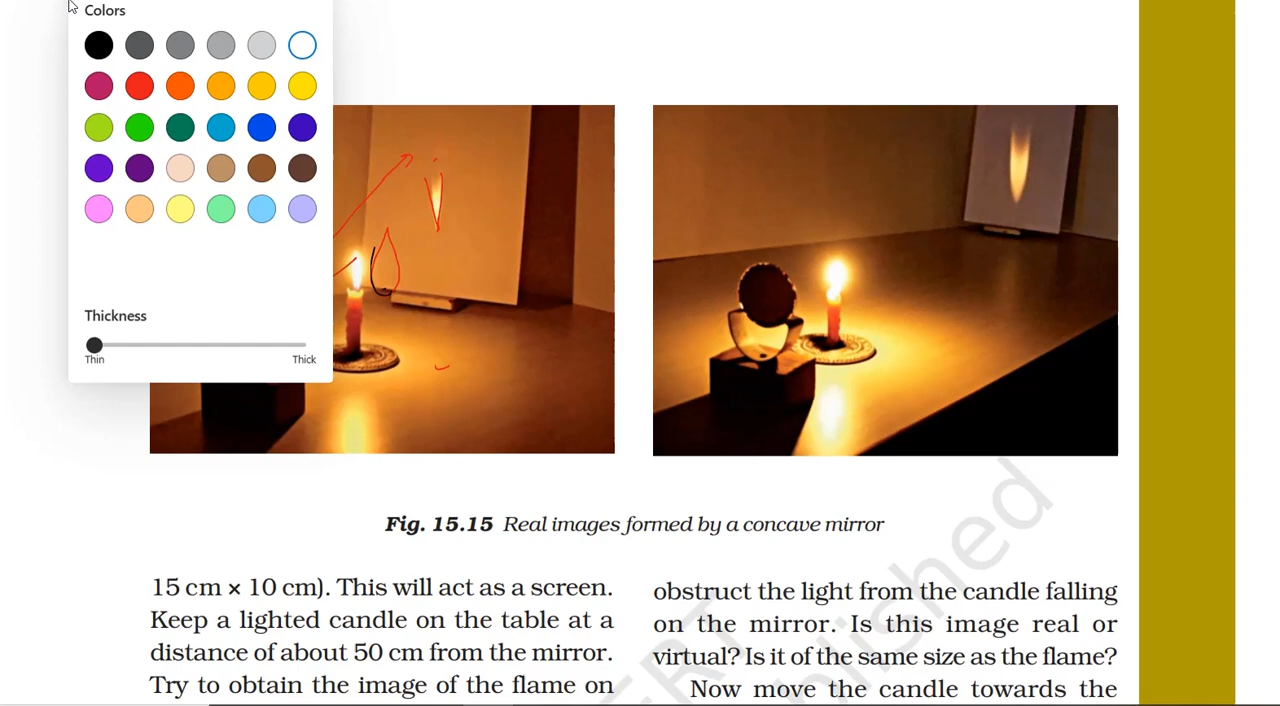 Colors
Thickness
Thin Thick
Fig. 15.15 Real images formed by a concave mirror
15 cm × 10 cm). This will act as a screen.
Keep a lighted candle on the table at a
distance of about 50 cm from the mirror.
Try to obtain the image of the flame on
obstruct the light from the candle falling
on the mirror. Is this image real or
virtual? Is it of the same size as the flame?
Now move the candle towards the